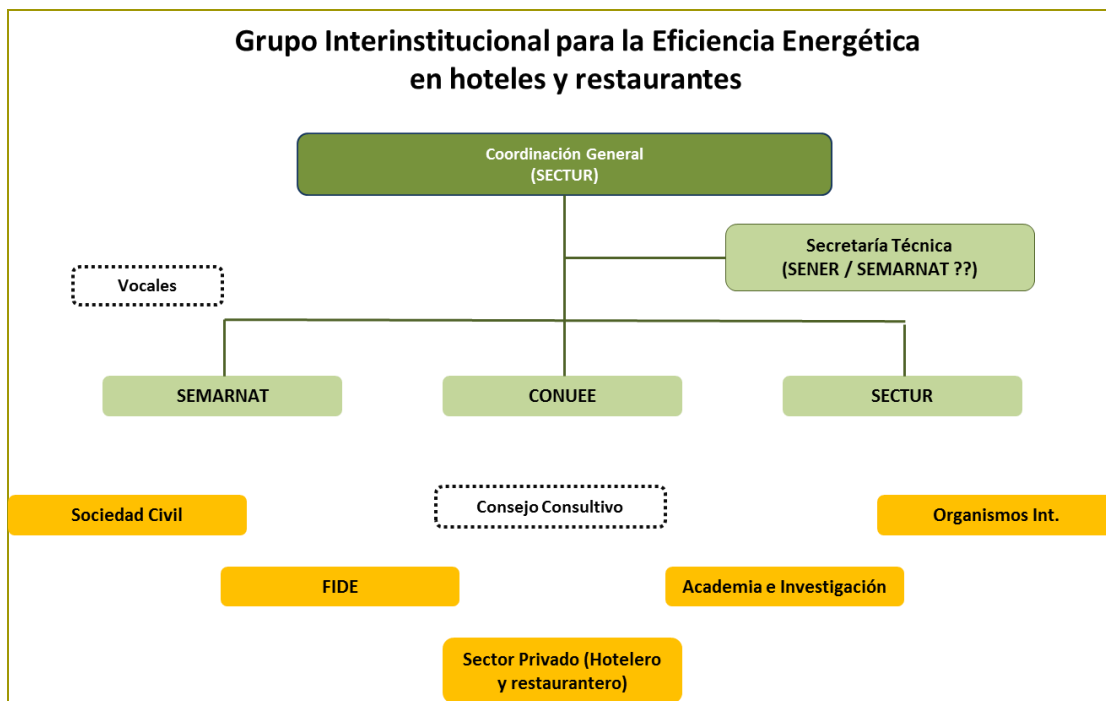 Grupo Interinstitucional para la Eficiencia Energética
en hoteles y restaurantes
Coordinación General
(SECTUR)
Secretaría Técnica
(SENER / SEMARNAT ??)
Vocales
SEMARNAT
CONUEE
SECTUR
Sociedad Civil
Consejo Consultivo
Organismos Int.
FIDE
Academia e Investigación
Sector Privado (Hotelero
y restaurantero)